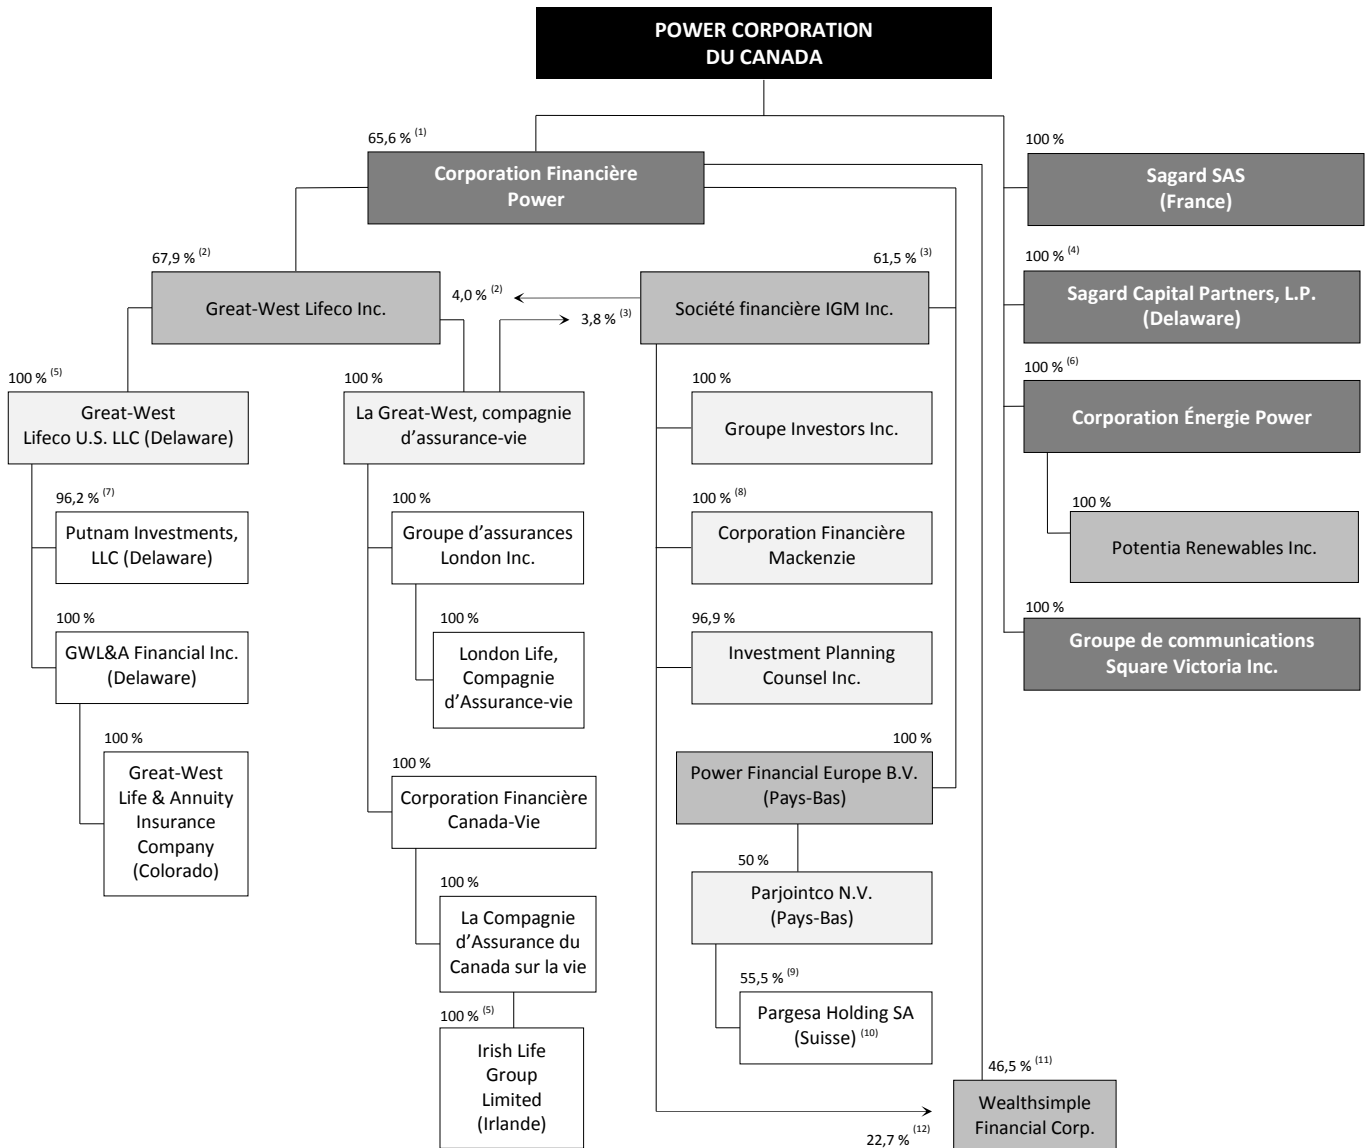 POWER CORPORATION
DU CANADA
65,6 % (1)
Corporation Financière
Power
100 %
Sagard SAS
(France)
67,9 % (2)
Great-West Lifeco Inc.
4,0 % (2)
3,8 % (3)
61,5 % (3)
Société financière IGM Inc.
100 % (4)
Sagard Capital Partners, L.P.
(Delaware)
100 % (5)
Great-West
Lifeco U.S. LLC (Delaware)
100 %
La Great-West, compagnie
d’assurance-vie
100 %
Groupe Investors Inc.
100 % (6)
Corporation Énergie Power
96,2 % (7)
Putnam Investments,
LLC (Delaware)
100 %
Groupe d’assurances
London Inc.
100 % (8)
Corporation Financière
Mackenzie
100 %
Potentia Renewables Inc.
100 %
GWL&A Financial Inc.
(Delaware)
100 %
London Life,
Compagnie
d’Assurance-vie
96,9 %
Investment Planning
Counsel Inc.
100 %
Groupe de communications
Square Victoria Inc.
100 %
Great-West
Life & Annuity
Insurance
Company
(Colorado)
100 %
Corporation Financière
Canada-Vie
100 %
Power Financial Europe B.V.
(Pays-Bas)
100 %
La Compagnie
d’Assurance du
Canada sur la vie
50 %
Parjointco N.V.
(Pays-Bas)
100 % (5)
Irish Life
Group
Limited
(Irlande)
55,5 % (9)
Pargesa Holding SA
(Suisse) (10)
46,5 % (11)
Wealthsimple
Financial Corp.
22,7 % (12)